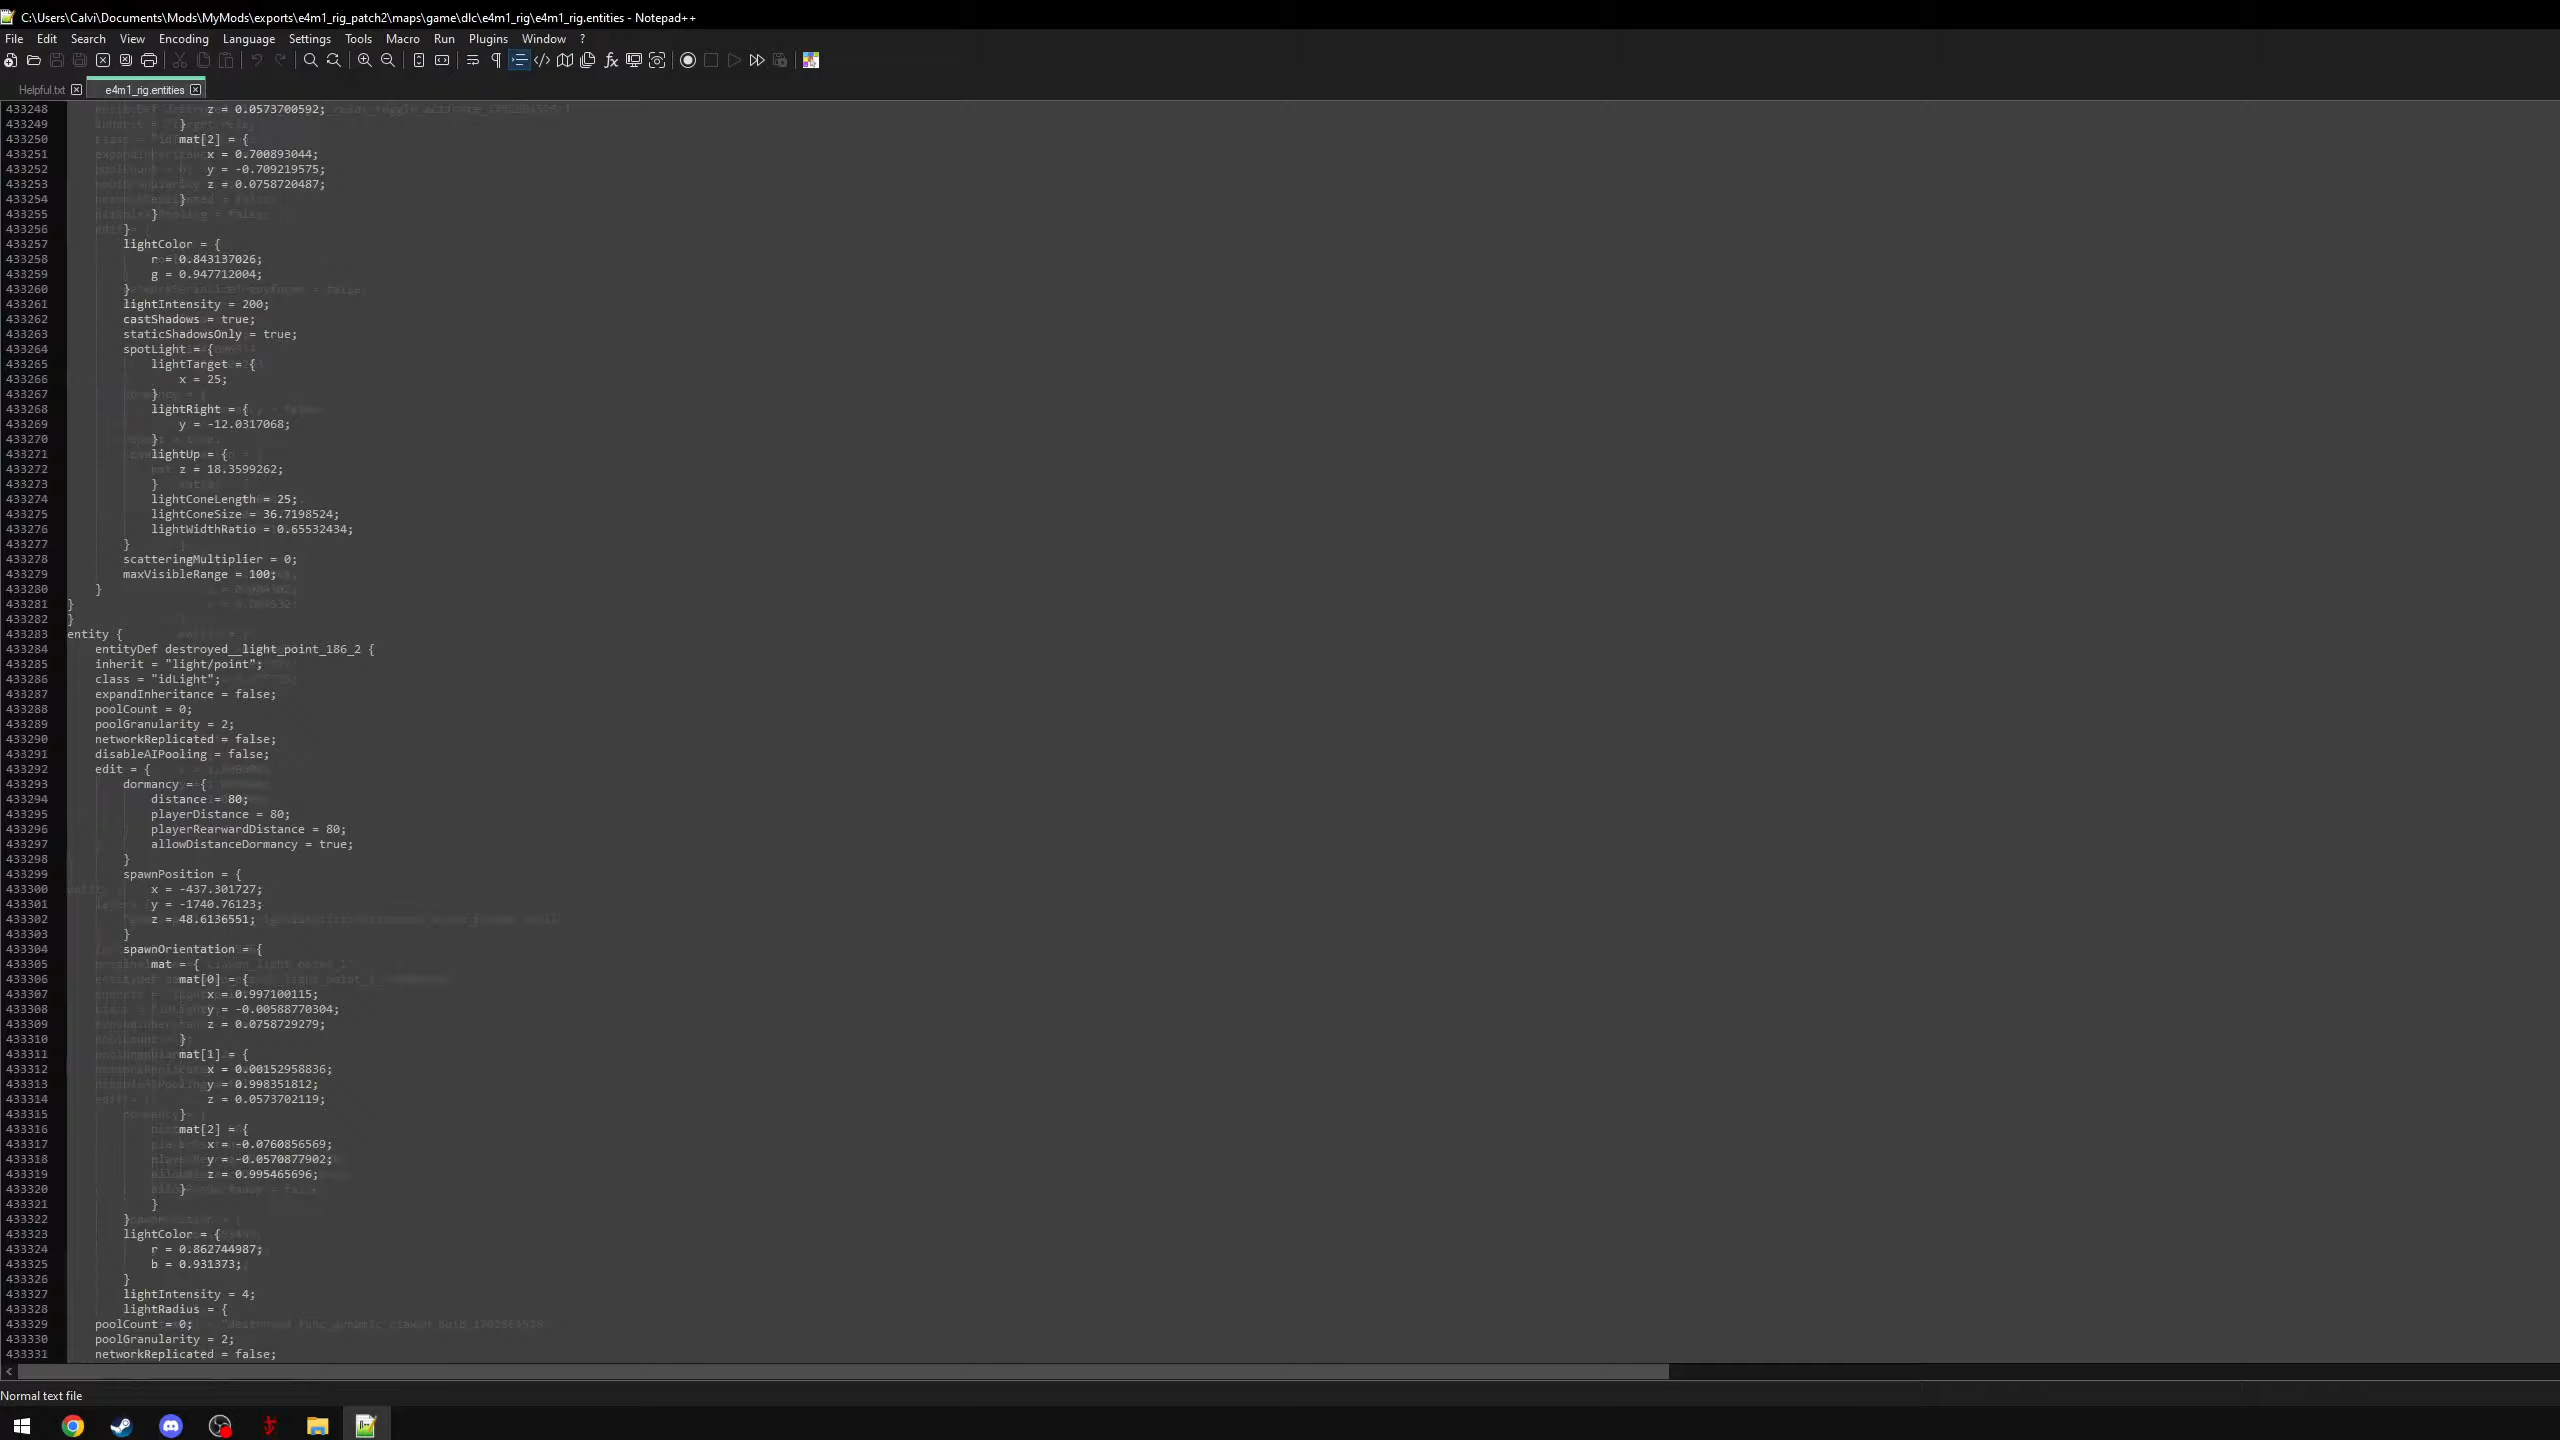 C:\Users\Calvi\Documents\Mods\MyMods\exports\e4m1_rig_patch2\maps\game\dlc\e4m1_rig\e4m1_rig.entities - Notepad++
File Edit Search View Encoding Language Settings Tools Macro Run Plugins Window ?
Helpful.txt e4m1_rig.entities
433248 z = 0.0573700592;
433249 }
433250 mat[2] = {
433251 x = 0.700893044;
433252 y = -0.709219575;
433253 z = 0.0758720487;
433254 }
433255 }
433256 }
433257 lightColor = {
433258 r = 0.843137026;
433259 g = 0.947712004;
433260 }
433261 lightIntensity = 200;
433262 castShadows = true;
433263 staticShadowsOnly = true;
433264 spotLight = {
433265 lightTarget = {
433266 x = 25;
433267 }
433268 lightRight = {
433269 y = -12.0317068;
433270 }
433271 lightUp = {
433272 z = 18.3599262;
433273 }
433274 lightConeLength = 25;
433275 lightConeSize = 36.7198524;
433276 lightWidthRatio = 0.65532434;
433277 }
433278 scatteringMultiplier = 0;
433279 maxVisibleRange = 100;
433280 }
433281 }
433282 }
433283 entity {
433284 entityDef destroyed__light_point_186_2 {
433285 inherit = "light/point";
433286 class = "idLight";
433287 expandInheritance = false;
433288 poolCount = 0;
433289 poolGranularity = 2;
433290 networkReplicated = false;
433291 disableAIPooling = false;
433292 edit = {
433293 dormancy = {
433294 distance = 80;
433295 playerDistance = 80;
433296 playerRearwardDistance = 80;
433297 allowDistanceDormancy = true;
433298 }
433299 spawnPosition = {
433300 x = -437.301727;
433301 y = -1740.76123;
433302 z = 48.6136551;
433303 }
433304 spawnOrientation = {
433305 mat = {
433306 mat[0] = {
433307 x = 0.997100115;
433308 y = -0.00588770304;
433309 z = 0.0758729279;
433310 }
433311 mat[1] = {
433312 x = 0.00152958836;
433313 y = 0.998351812;
433314 z = 0.0573702119;
433315 }
433316 mat[2] = {
433317 x = -0.0760856569;
433318 y = -0.0570877902;
433319 z = 0.995465696;
433320 }
433321 }
433322 }
433323 lightColor = {
433324 r = 0.862744987;
433325 b = 0.931373;
433326 }
433327 lightIntensity = 4;
433328 lightRadius = {
433329 poolCount = 0;
433330 poolGranularity = 2;
433331 networkReplicated = false;
Normal text file